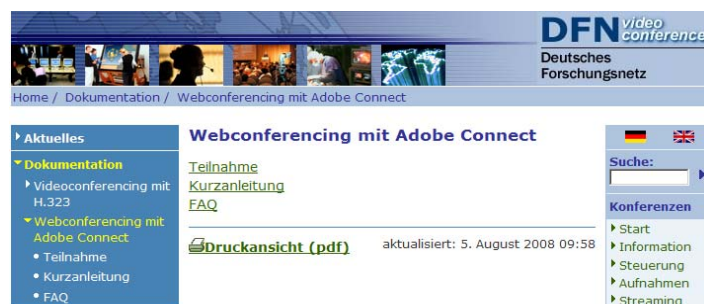 DFN video
conference
Deutsches
Forschungsnetz
Home / Dokumentation / Webconferencing mit Adobe Connect
Aktuelles
Dokumentation
Videoconferencing mit
H.323
Webconferencing mit
Adobe Connect
Teilnahme
Kurzanleitung
FAQ
Webconferencing mit Adobe Connect
Teilnahme
Kurzanleitung
FAQ
Druckansicht (pdf)
aktualisiert: 5. August 2008 09:58
Suche:
Konferenzen
Start
Information
Steuerung
Aufnahmen
Streaming